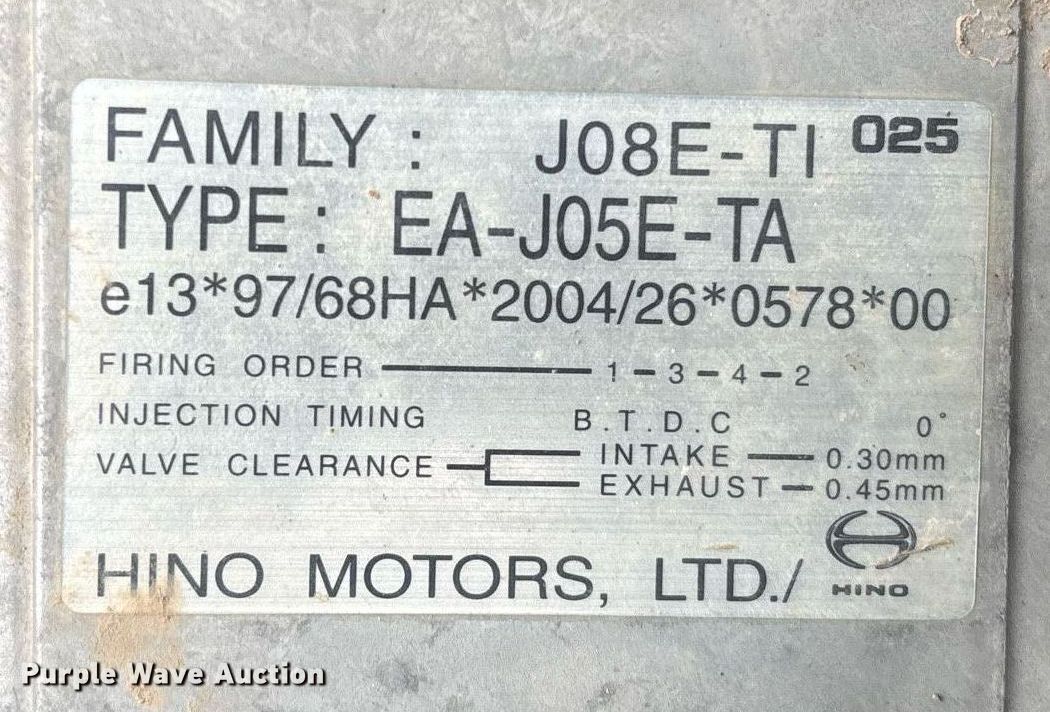 FAMILY : J08E-TI 025
TYPE : EA-J05E-TA
e13*97/68HA*2004/26*0578*00
FIRING ORDER 1-3-4-2
INJECTION TIMING B.T.D.C 0°
VALVE CLEARANCE INTAKE 0.30mm
EXHAUST 0.45mm
HINO MOTORS, LTD./ HINO
Purple Wave Auction